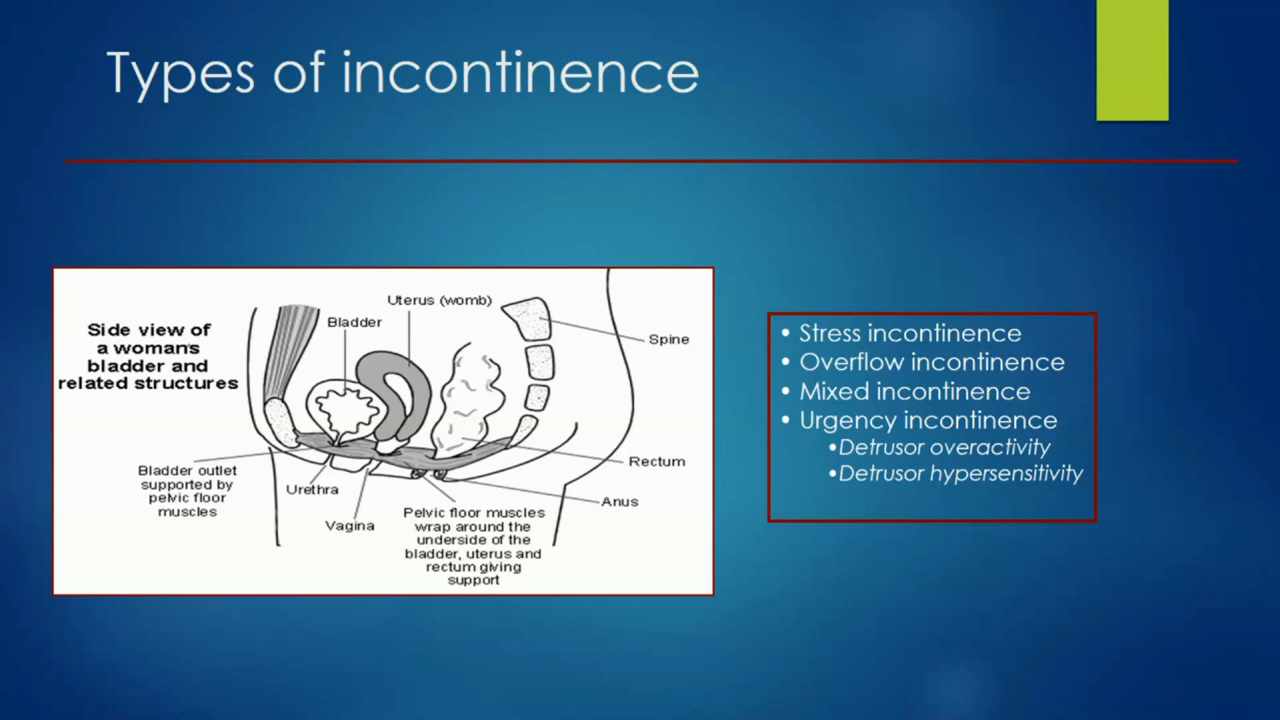 Types of incontinence
Side view of
a womans
bladder and
related structures
Uterus (womb)
Bladder
Spine
Bladder outlet
supported by
pelvic floor
muscles
Urethra
Vagina
Pelvic floor muscles
wrap around the
underside of the
bladder, uterus and
rectum giving
support
Rectum
Anus
• Stress incontinence
• Overflow incontinence
• Mixed incontinence
• Urgency incontinence
•Detrusor overactivity
•Detrusor hypersensitivity